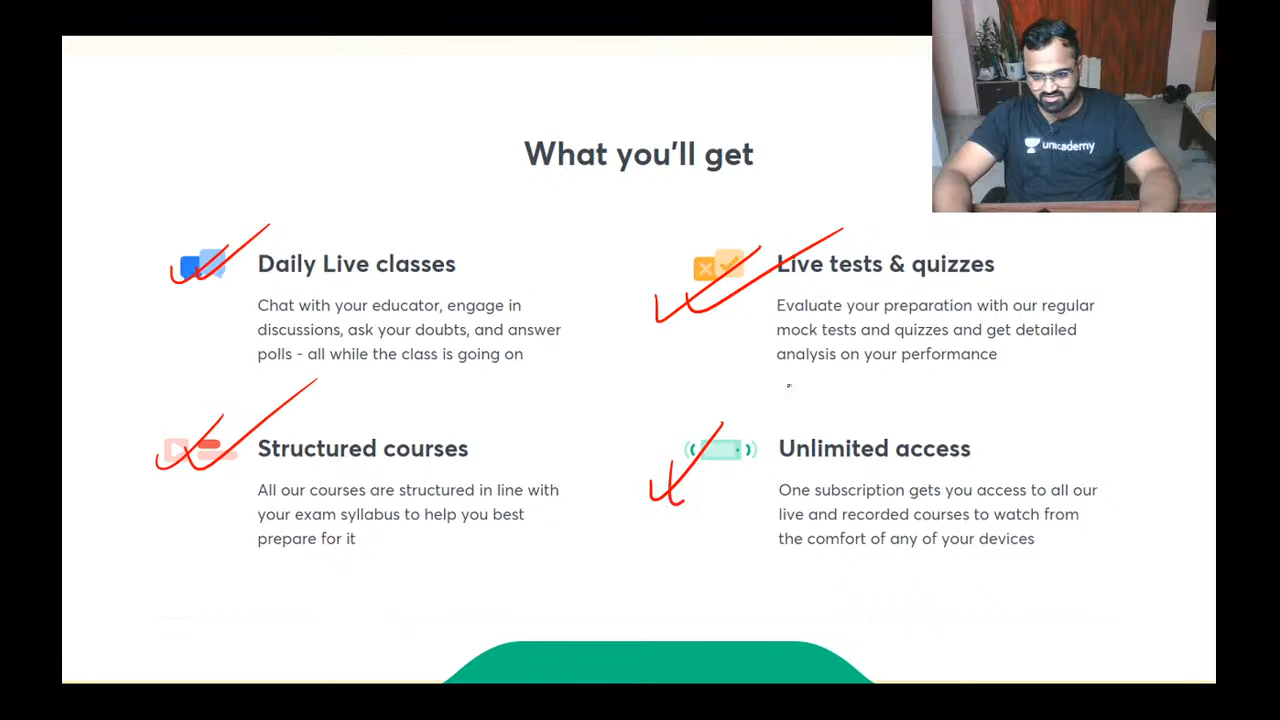 What you'll get
unacademy
Daily Live classes
Chat with your educator, engage in
discussions, ask your doubts, and answer
polls - all while the class is going on
Live tests & quizzes
Evaluate your preparation with our regular
mock tests and quizzes and get detailed
analysis on your performance
Structured courses
All our courses are structured in line with
your exam syllabus to help you best
prepare for it
Unlimited access
One subscription gets you access to all our
live and recorded courses to watch from
the comfort of any of your devices